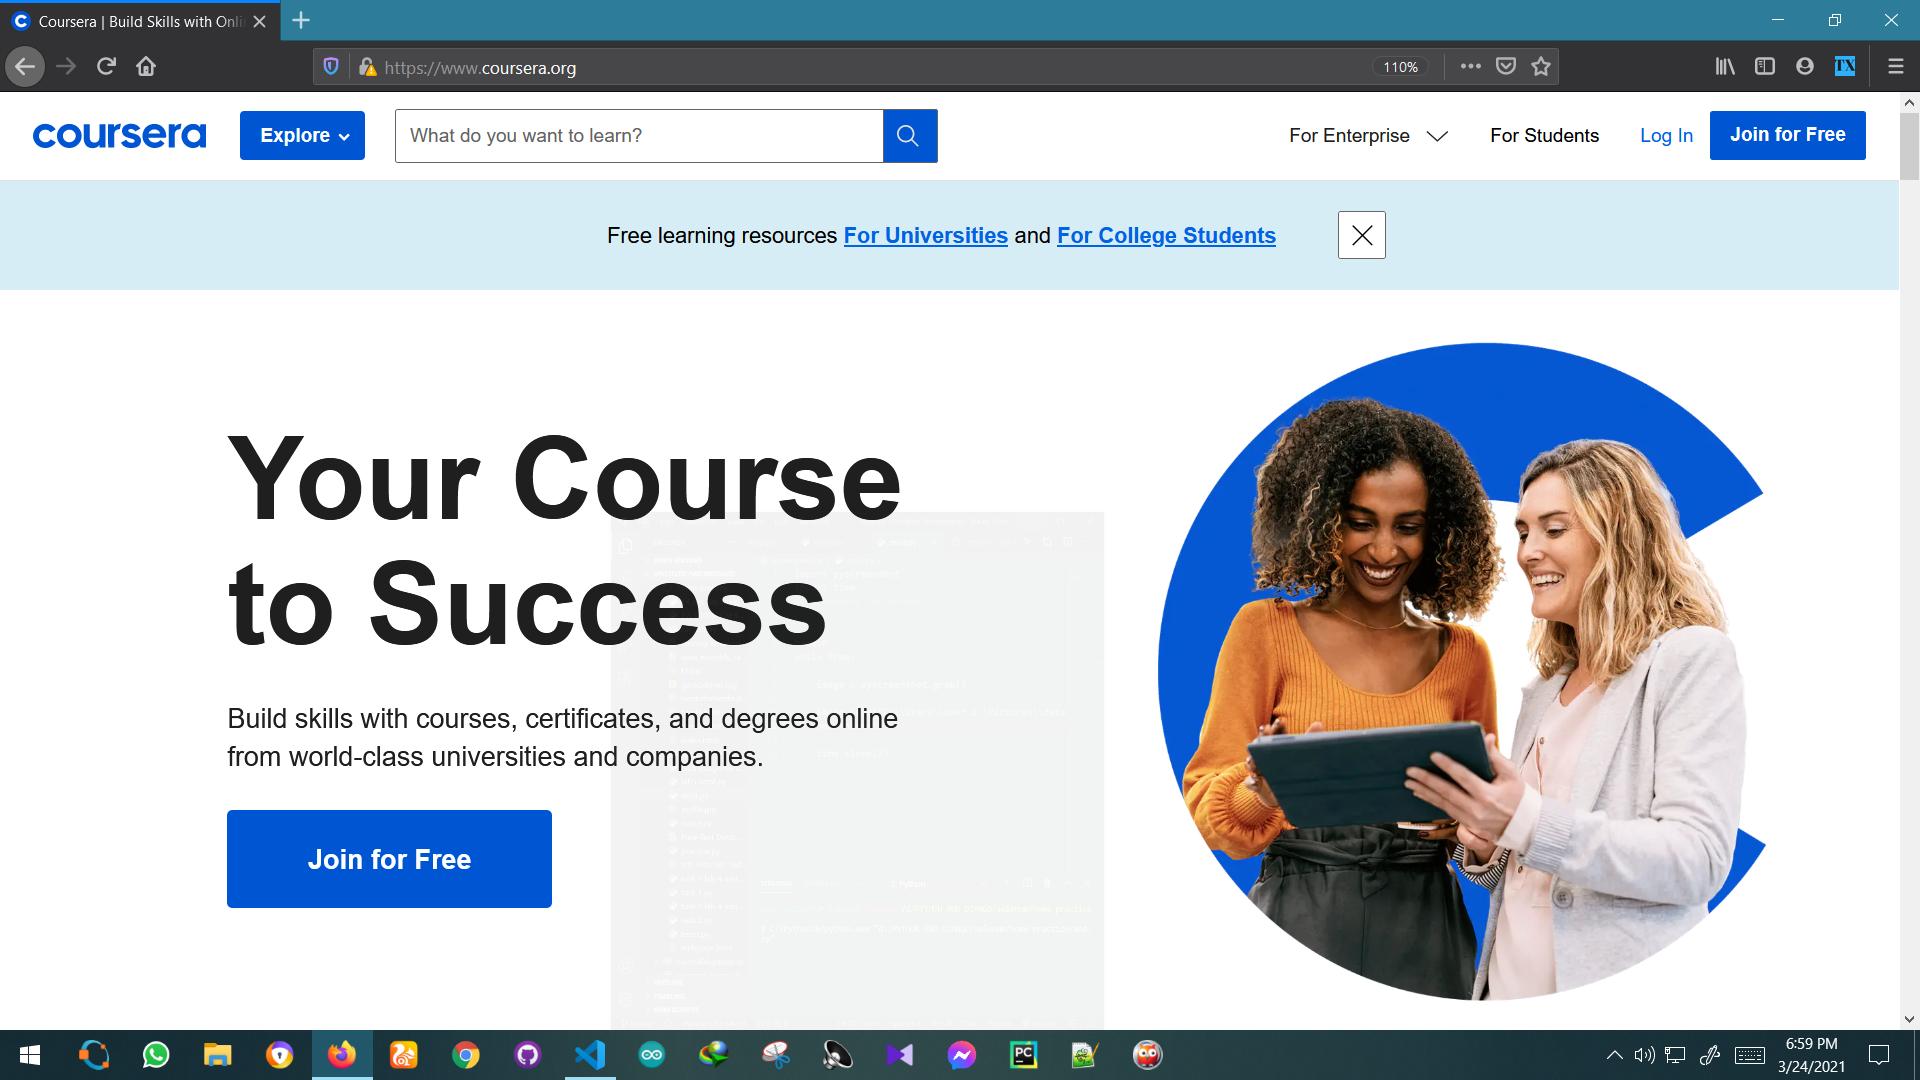 Coursera | Build Skills with Onli
https://www.coursera.org
110%
TX
coursera
Explore
What do you want to learn?
For Enterprise
For Students
Log In
Join for Free
Free learning resources For Universities and For College Students
Your Course
to Success
Build skills with courses, certificates, and degrees online
from world-class universities and companies.
Join for Free
PC
6:59 PM
3/24/2021